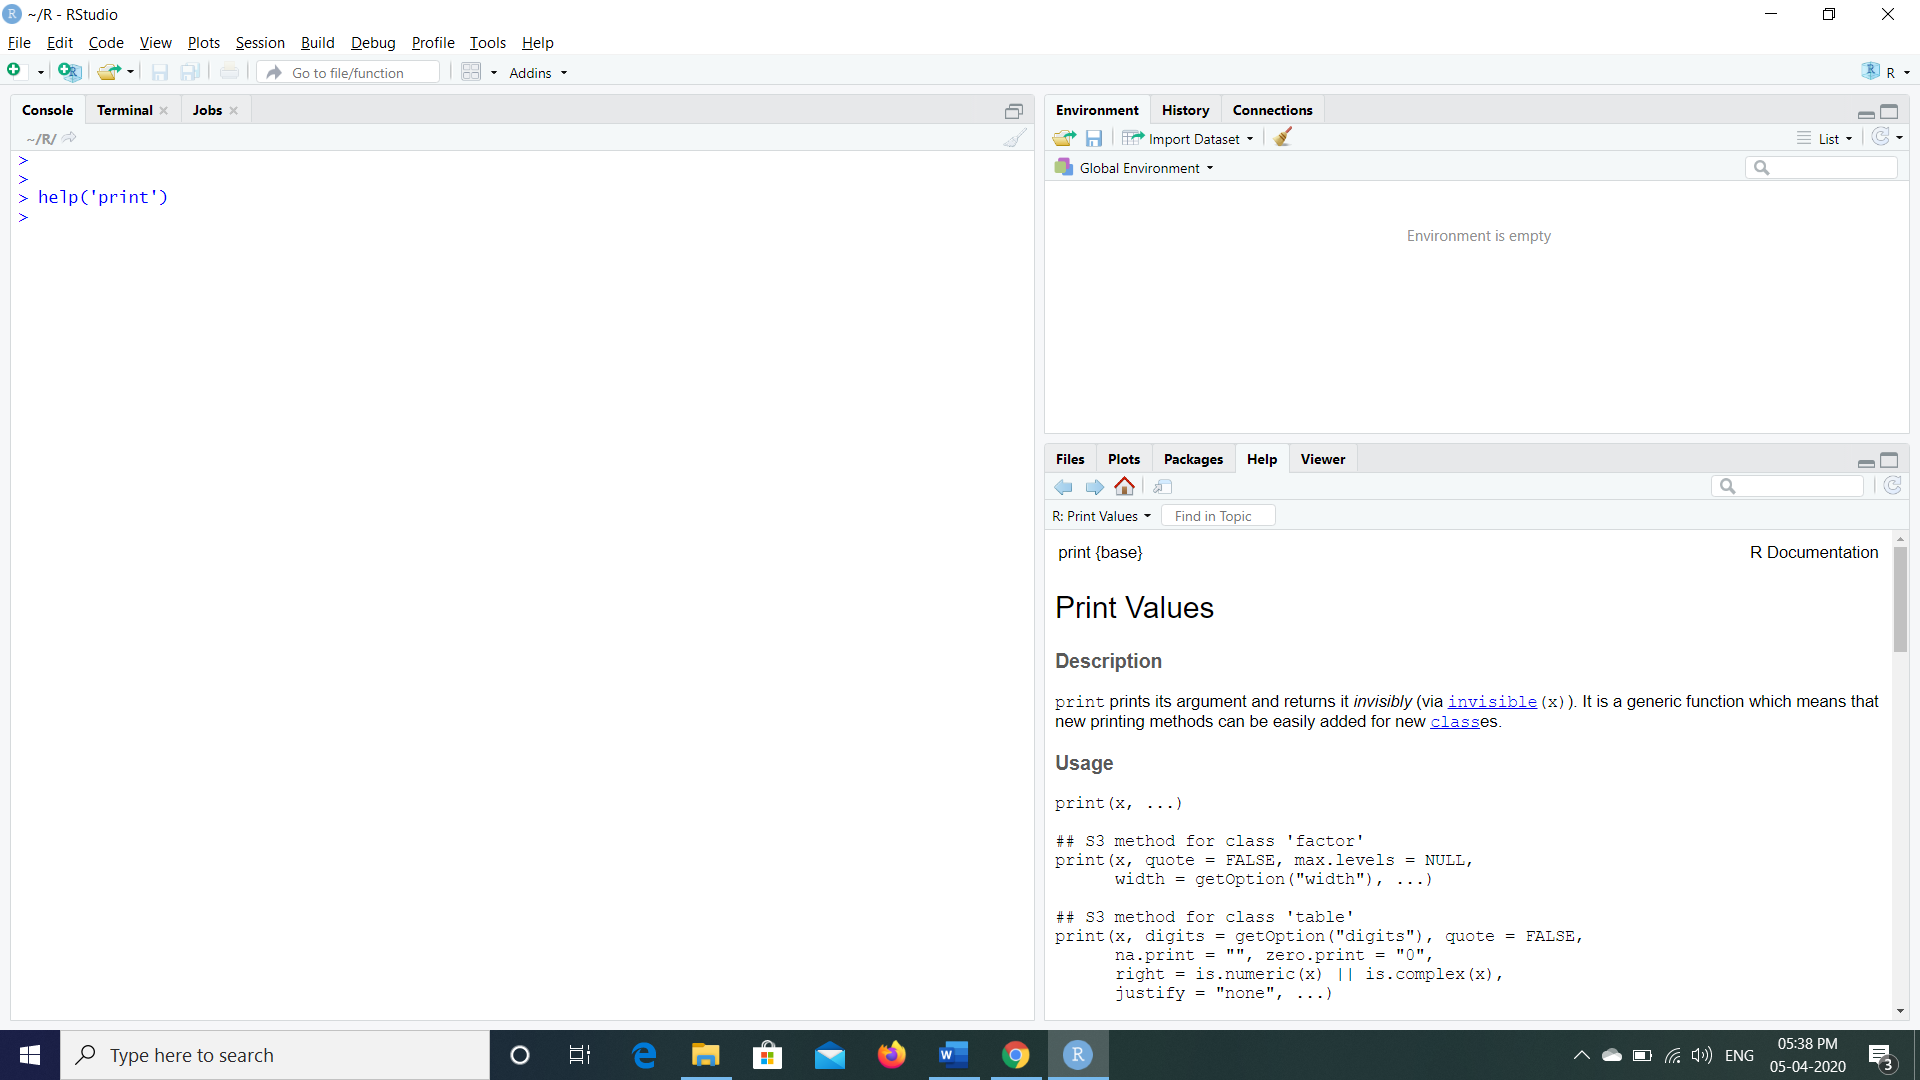 ~/R - RStudio
File Edit Code View Plots Session Build Debug Profile Tools Help
Go to file/function Addins R
Console Terminal Jobs
~/R/
>
>
> help('print')
>
Environment History Connections
Import Dataset List
Global Environment
Environment is empty
Files Plots Packages Help Viewer
R: Print Values Find in Topic
print {base} R Documentation
Print Values
Description
print prints its argument and returns it invisibly (via invisible(x)). It is a generic function which means that
new printing methods can be easily added for new classes.
Usage
print(x, ...)
## S3 method for class 'factor'
print(x, quote = FALSE, max.levels = NULL,
width = getOption("width"), ...)
## S3 method for class 'table'
print(x, digits = getOption("digits"), quote = FALSE,
na.print = "", zero.print = "0",
right = is.numeric(x) || is.complex(x),
justify = "none", ...)
Type here to search
ENG
05:38 PM
05-04-2020
3